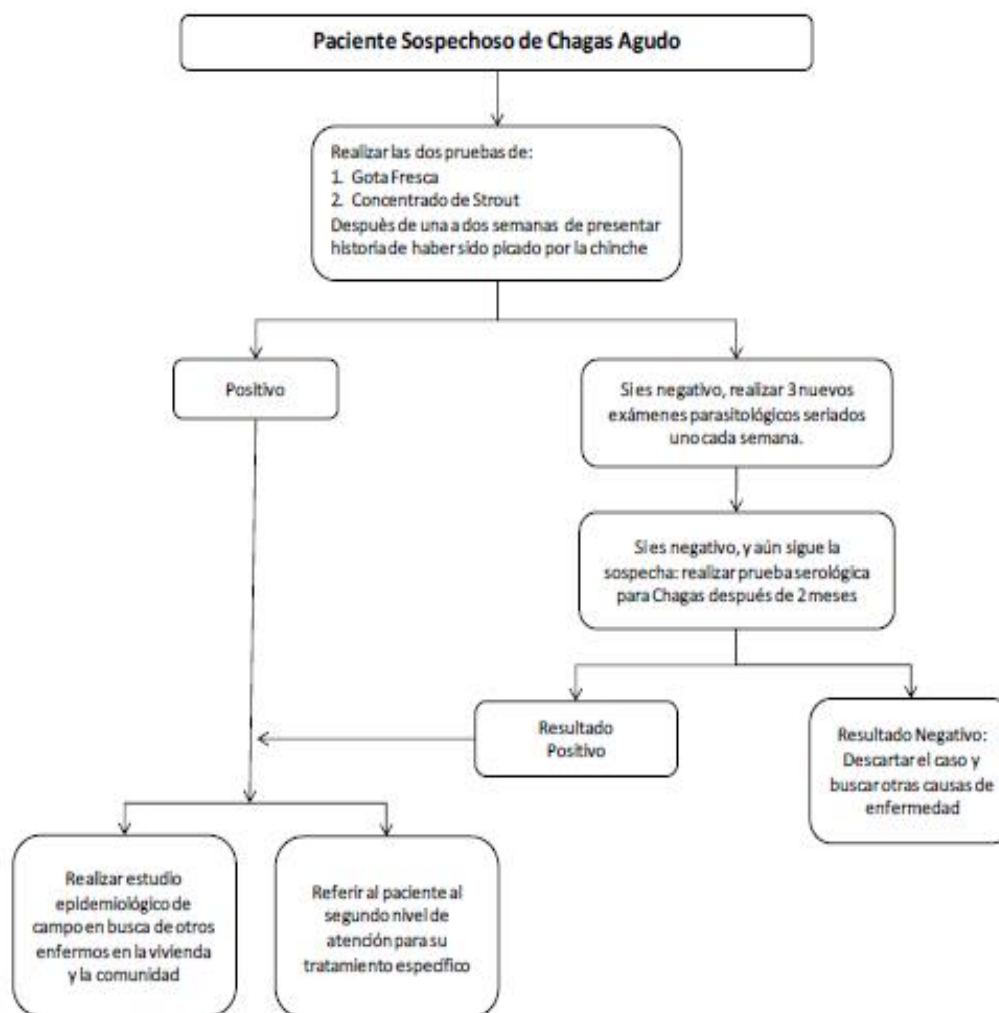 Paciente Sospechoso de Chagas Agudo
Realizar las dos pruebas de:
1. Gota Fresca
2. Concentrado de Strout
Despuès de una a dos semanas de presentar
historia de haber sido picado por la chinche
Positivo
Si es negativo, realizar 3 nuevos
exámenes parasitológicos seriados
uno cada semana.
Si es negativo, y aún sigue la
sospecha: realizar prueba serológica
para Chagas después de 2 meses
Resultado
Positivo
Resultado Negativo:
Descartar el caso y
buscar otras causas de
enfermedad
Realizar estudio
epidemiológico de
campo en busca de otros
enfermos en la vivienda
y la comunidad
Referir al paciente al
segundo nivel de
atención para su
tratamiento específico